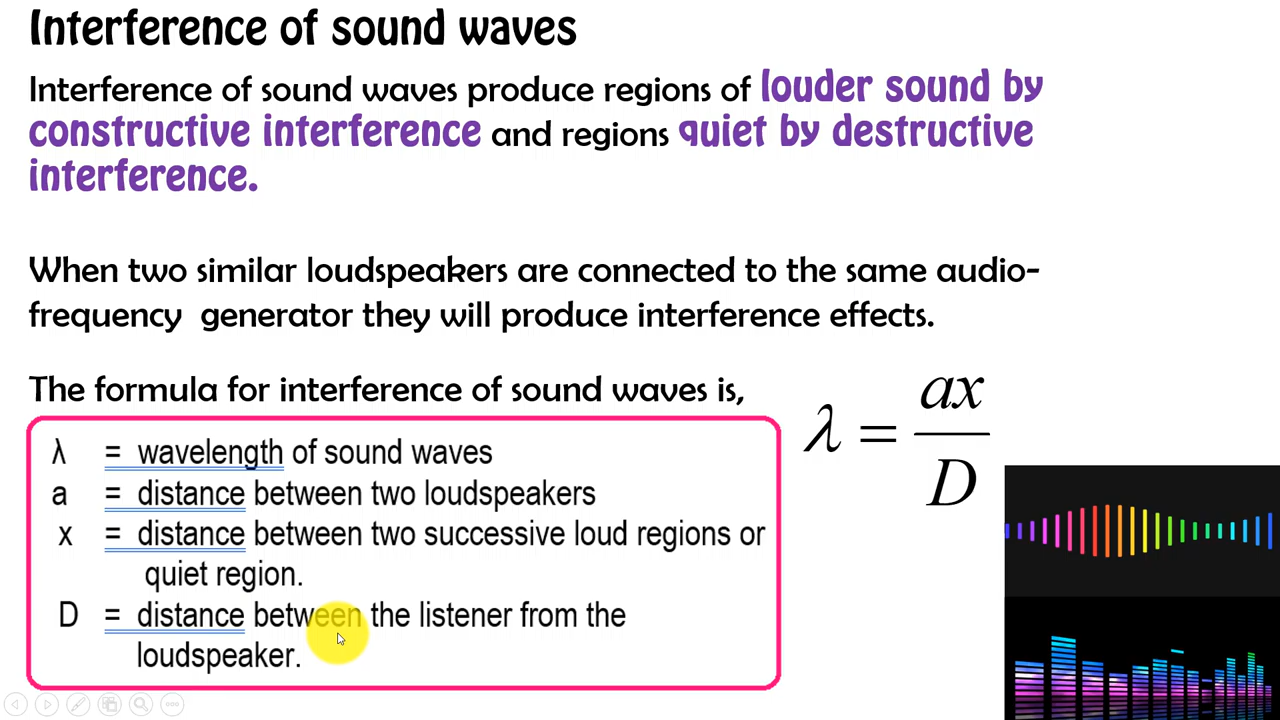 Interference of sound waves
Interference of sound waves produce regions of louder sound by
constructive interference and regions quiet by destructive
interference.
When two similar loudspeakers are connected to the same audio-
frequency generator they will produce interference effects.
The formula for interference of sound waves is,
λ = ax/D
λ = wavelength of sound waves
a = distance between two loudspeakers
x = distance between two successive loud regions or
quiet region.
D = distance between the listener from the
loudspeaker.